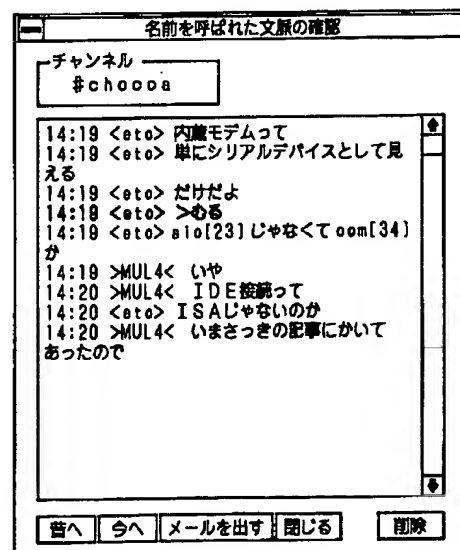 名前を呼ばれた文脈の確認
チャンネル
#chocoa
14:19 <eto> 内蔵モデムって
14:19 <eto> 単にシリアルデバイスとして見
える
14:19 <eto> だけだよ
14:19 <eto> >むる
14:19 <eto> sio[23]じゃなくてcom[34]
か
14:19 >MUL4< いや
14:20 >MUL4< IDE接続って
14:20 <eto> ISAじゃないのか
14:20 >MUL4< いまさっきの記事にかいて
あったので
昔へ 今へ メールを出す 閉じる 削除